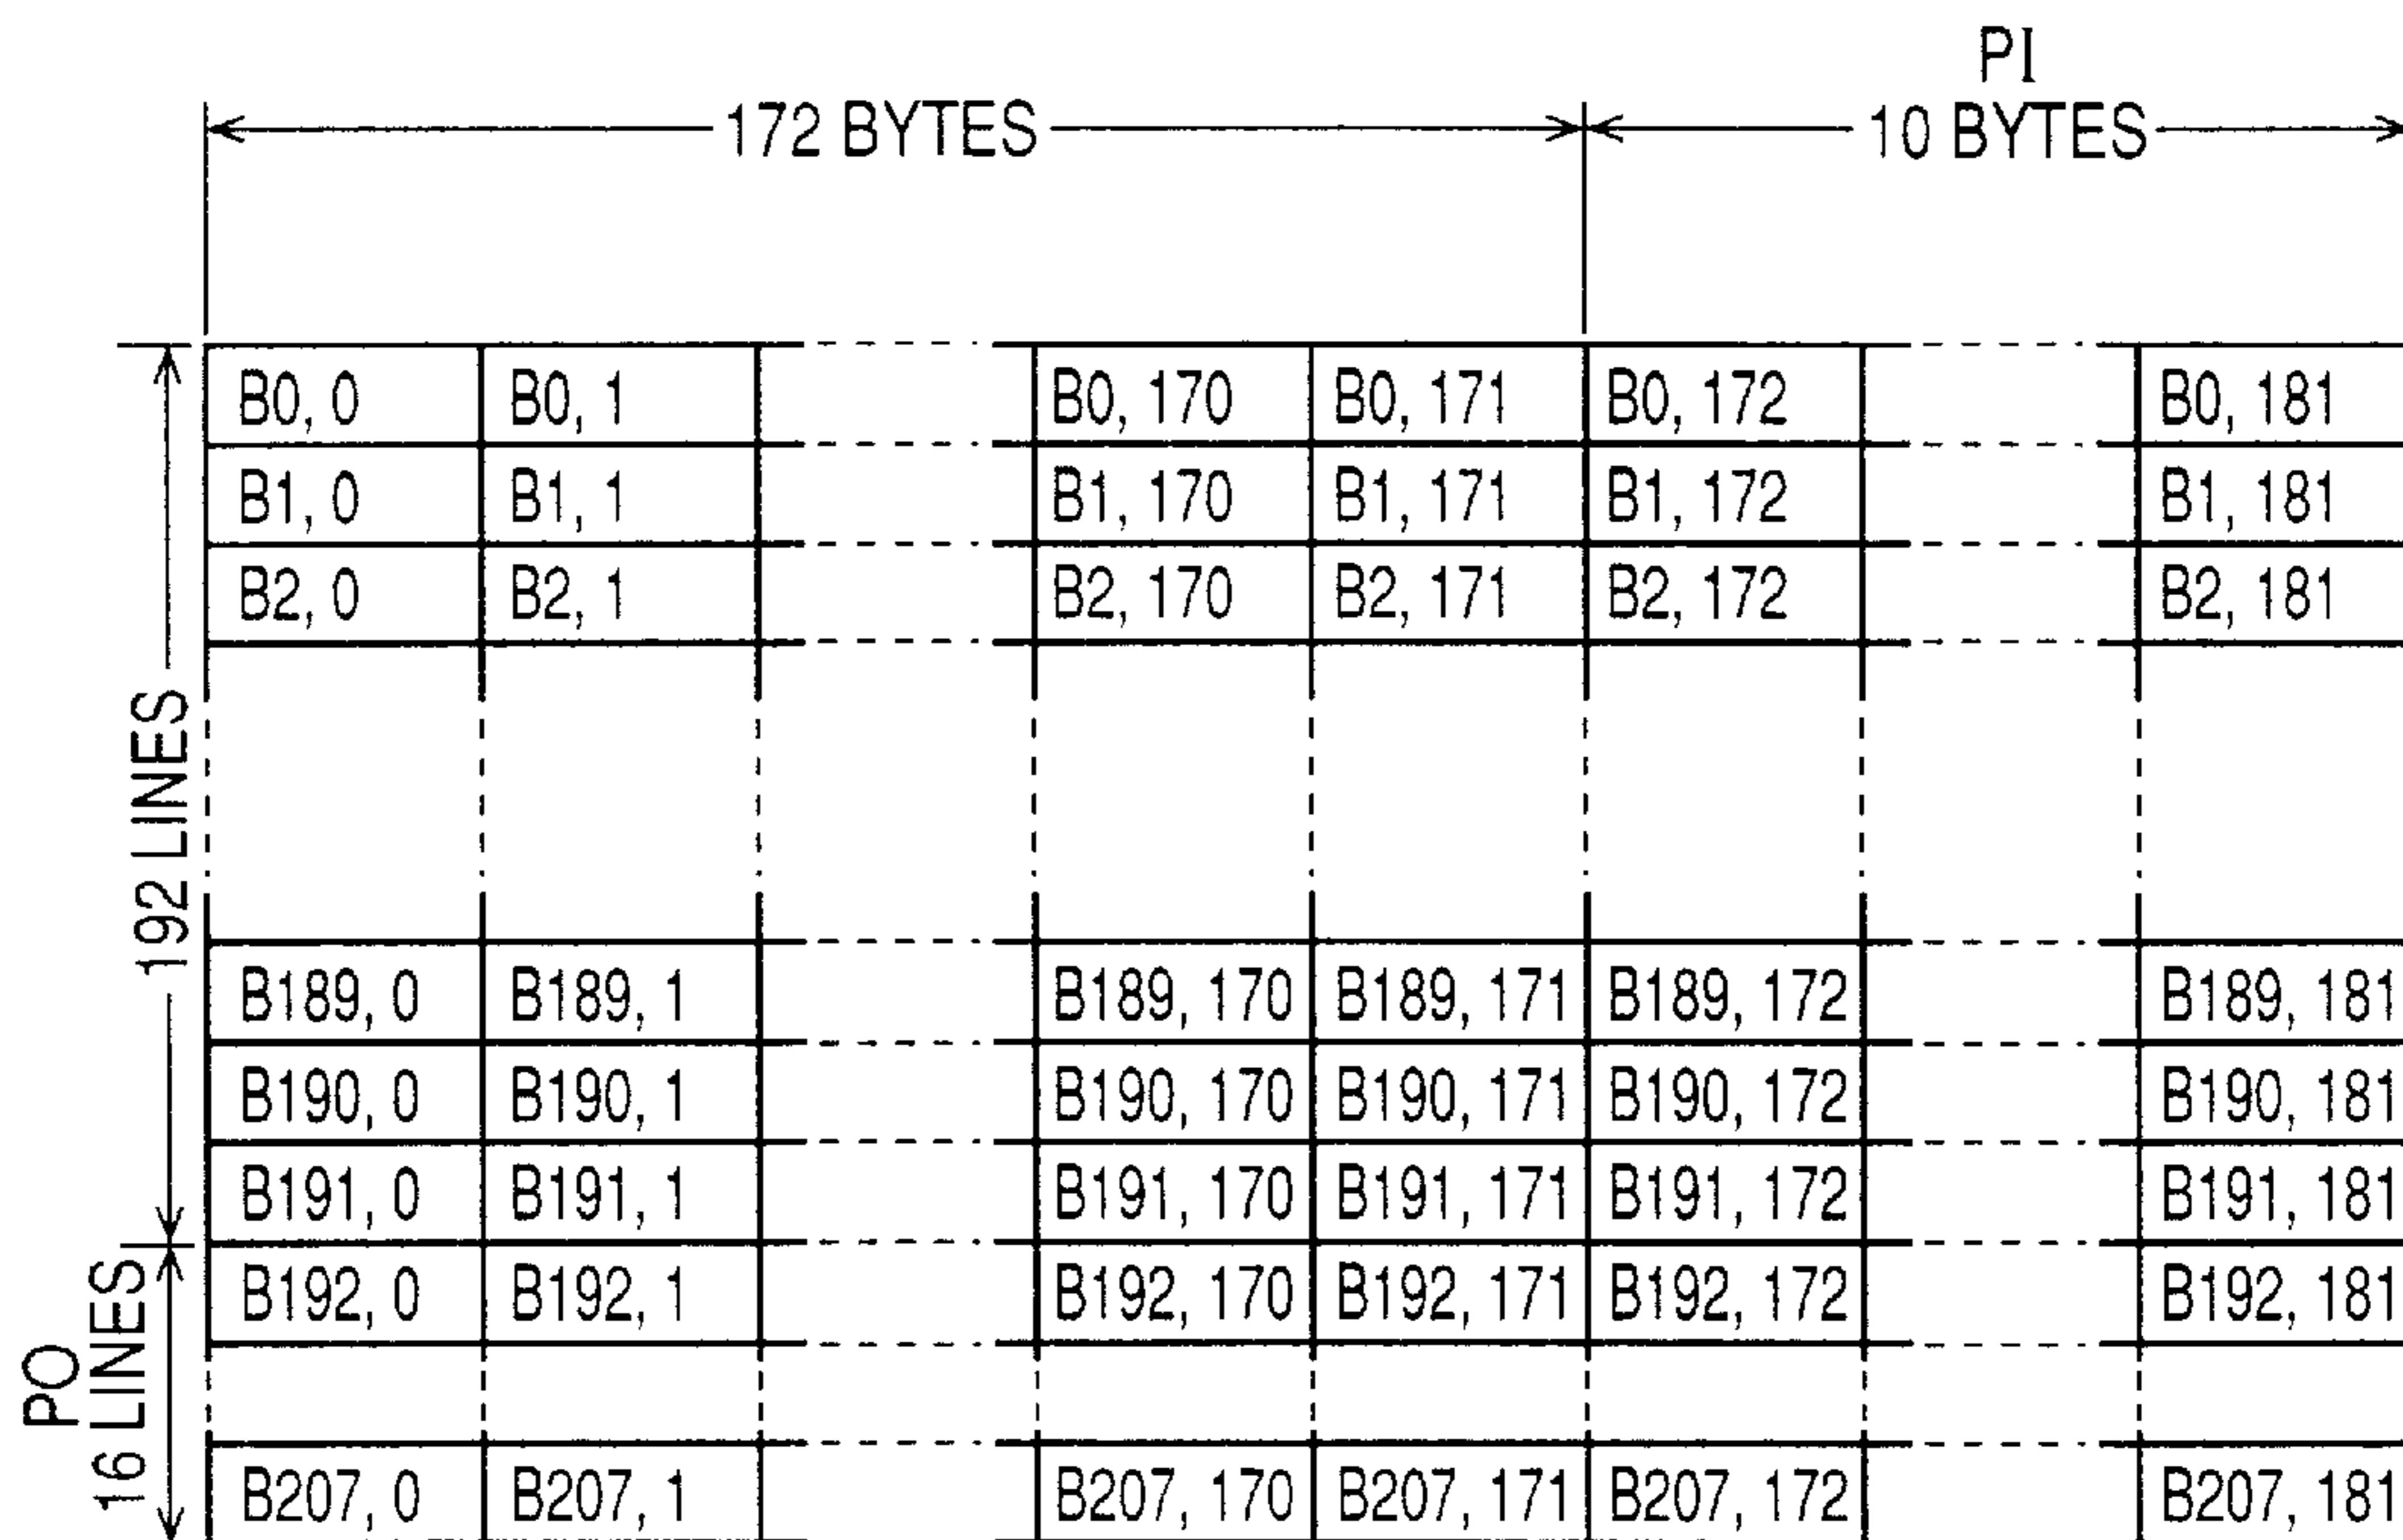 PI
172 BYTES 10 BYTES
B0, 0 B0, 1 B0, 170 B0, 171 B0, 172 B0, 181
B1, 0 B1, 1 B1, 170 B1, 171 B1, 172 B1, 181
B2, 0 B2, 1 B2, 170 B2, 171 B2, 172 B2, 181
192 LINES
B189, 0 B189, 1 B189, 170 B189, 171 B189, 172 B189, 181
B190, 0 B190, 1 B190, 170 B190, 171 B190, 172 B190, 181
B191, 0 B191, 1 B191, 170 B191, 171 B191, 172 B191, 181
B192, 0 B192, 1 B192, 170 B192, 171 B192, 172 B192, 181
PO
16 LINES
B207, 0 B207, 1 B207, 170 B207, 171 B207, 172 B207, 181